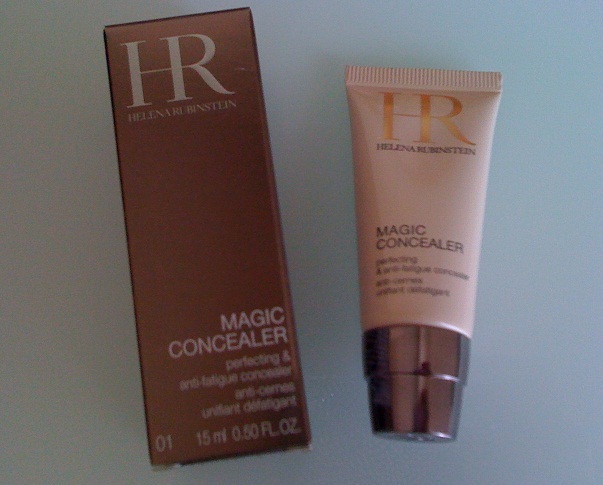 HR
HELENA RUBINSTEIN
MAGIC
CONCEALER
perfecting &
anti-fatigue concealer
anti-cernes
unifiant défatigant
01 15 ml 0.50 FL.OZ.
HR
HELENA RUBINSTEIN
MAGIC
CONCEALER
perfecting
& anti-fatigue concealer
anti-cernes
unifiant défatigant